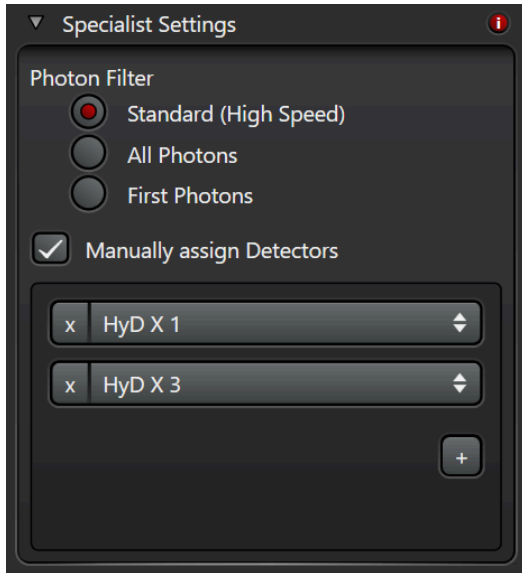 Specialist Settings
i
Photon Filter
Standard (High Speed)
All Photons
First Photons
Manually assign Detectors
x HyD X 1
x HyD X 3
+